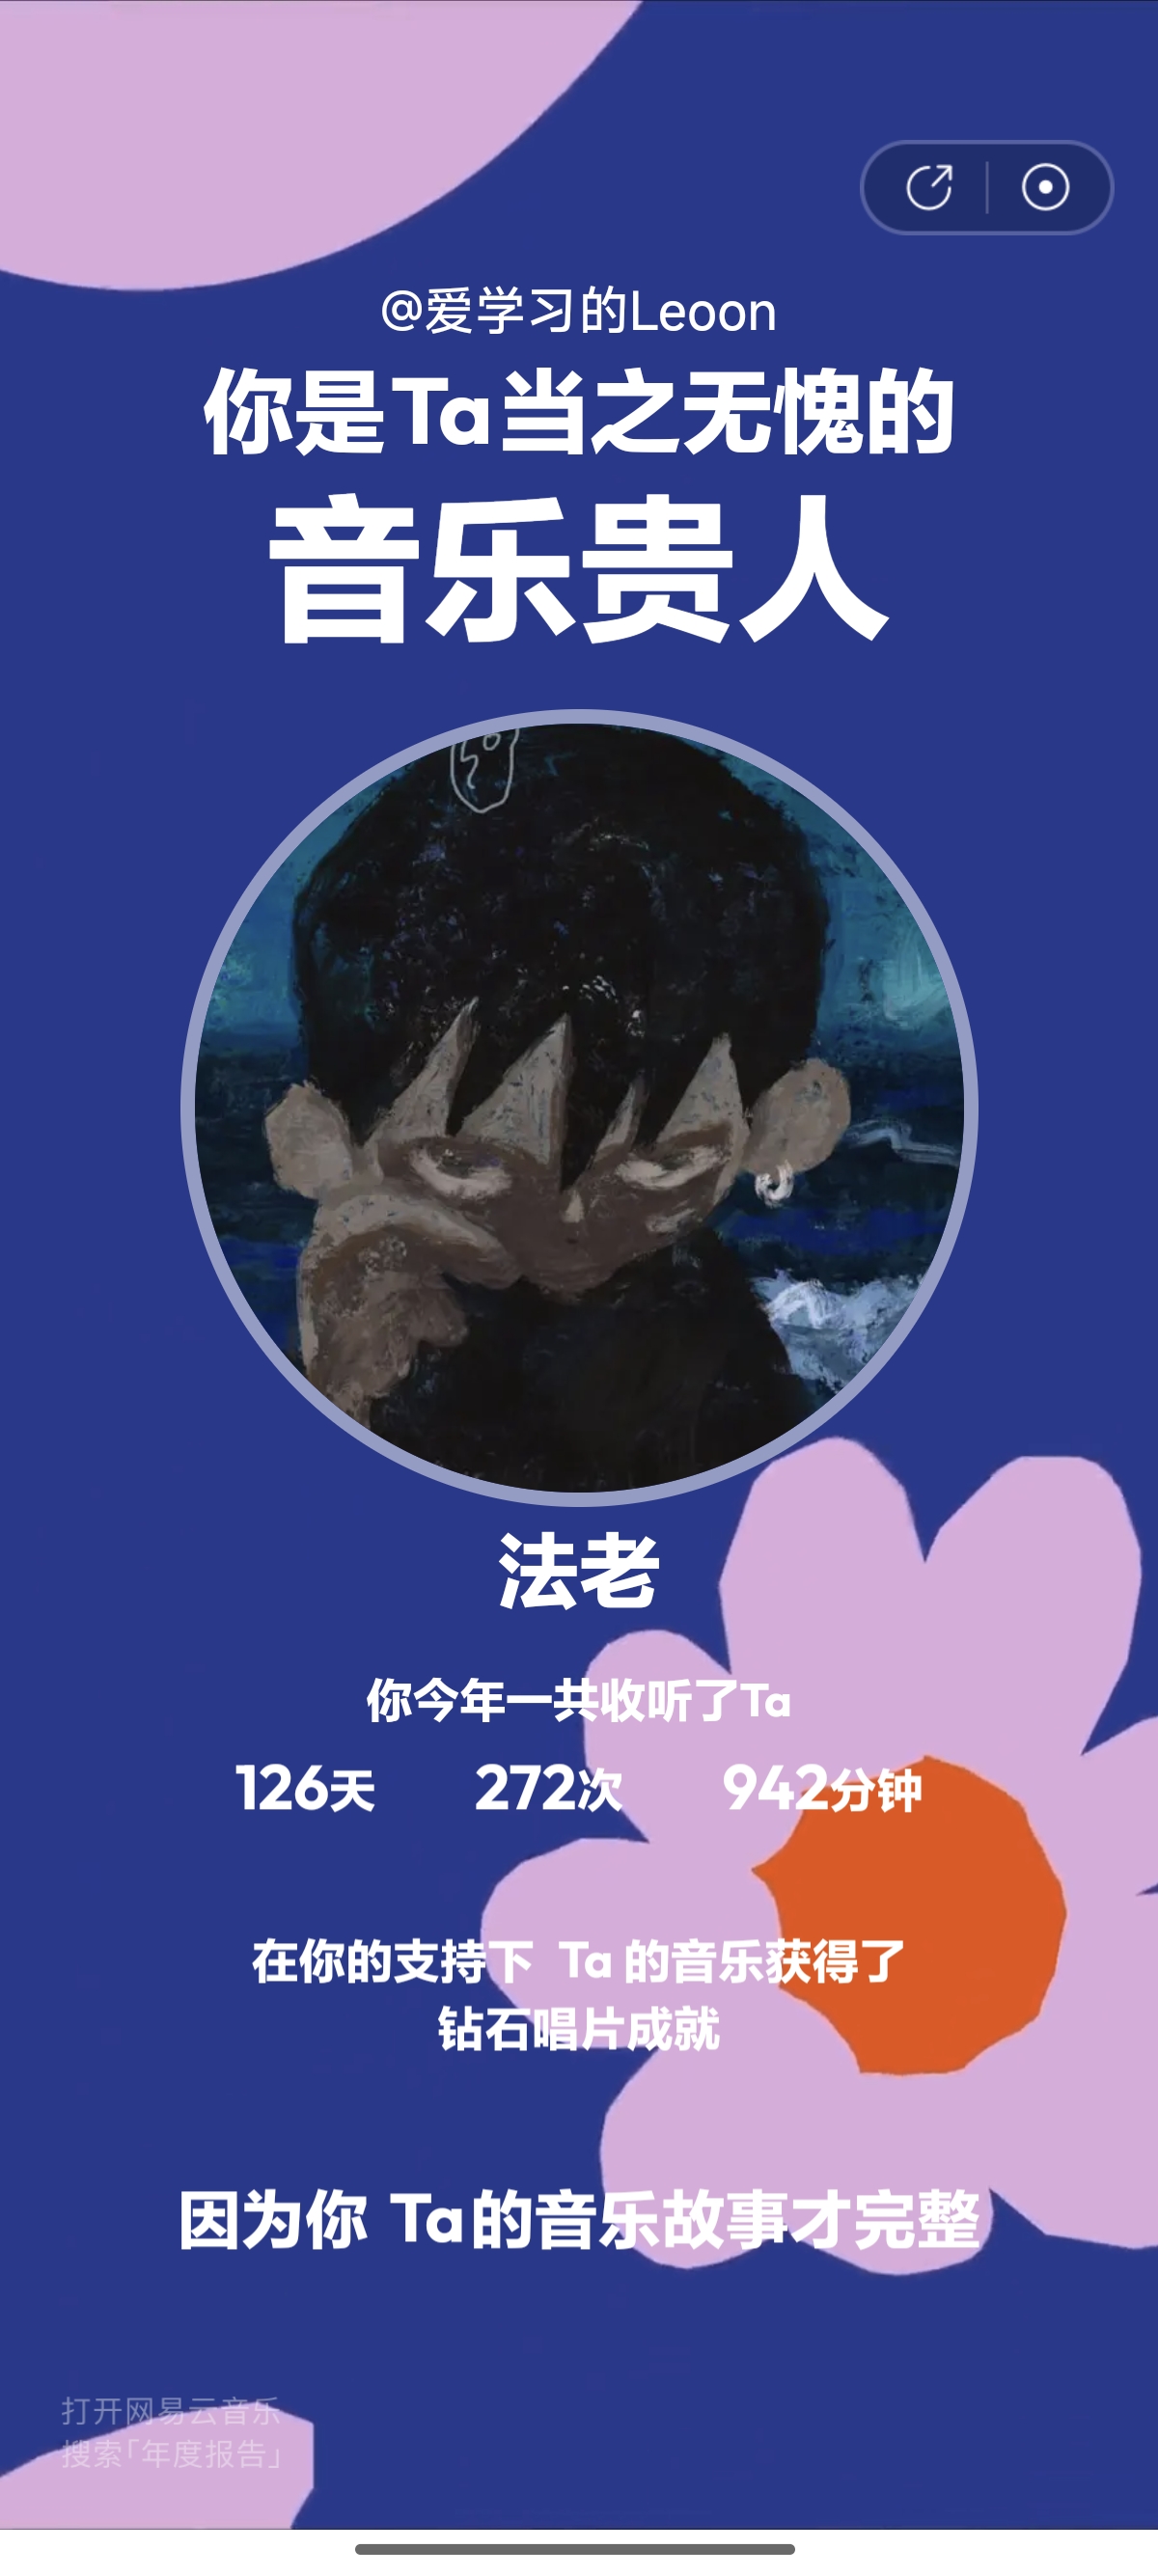 @爱学习的Leoon
你是Ta当之无愧的
音乐贵人
法老
你今年一共收听了Ta
126天 272次 942分钟
在你的支持下 Ta 的音乐获得了
钻石唱片成就
因为你 Ta的音乐故事才完整
打开网易云音乐
搜索「年度报告」